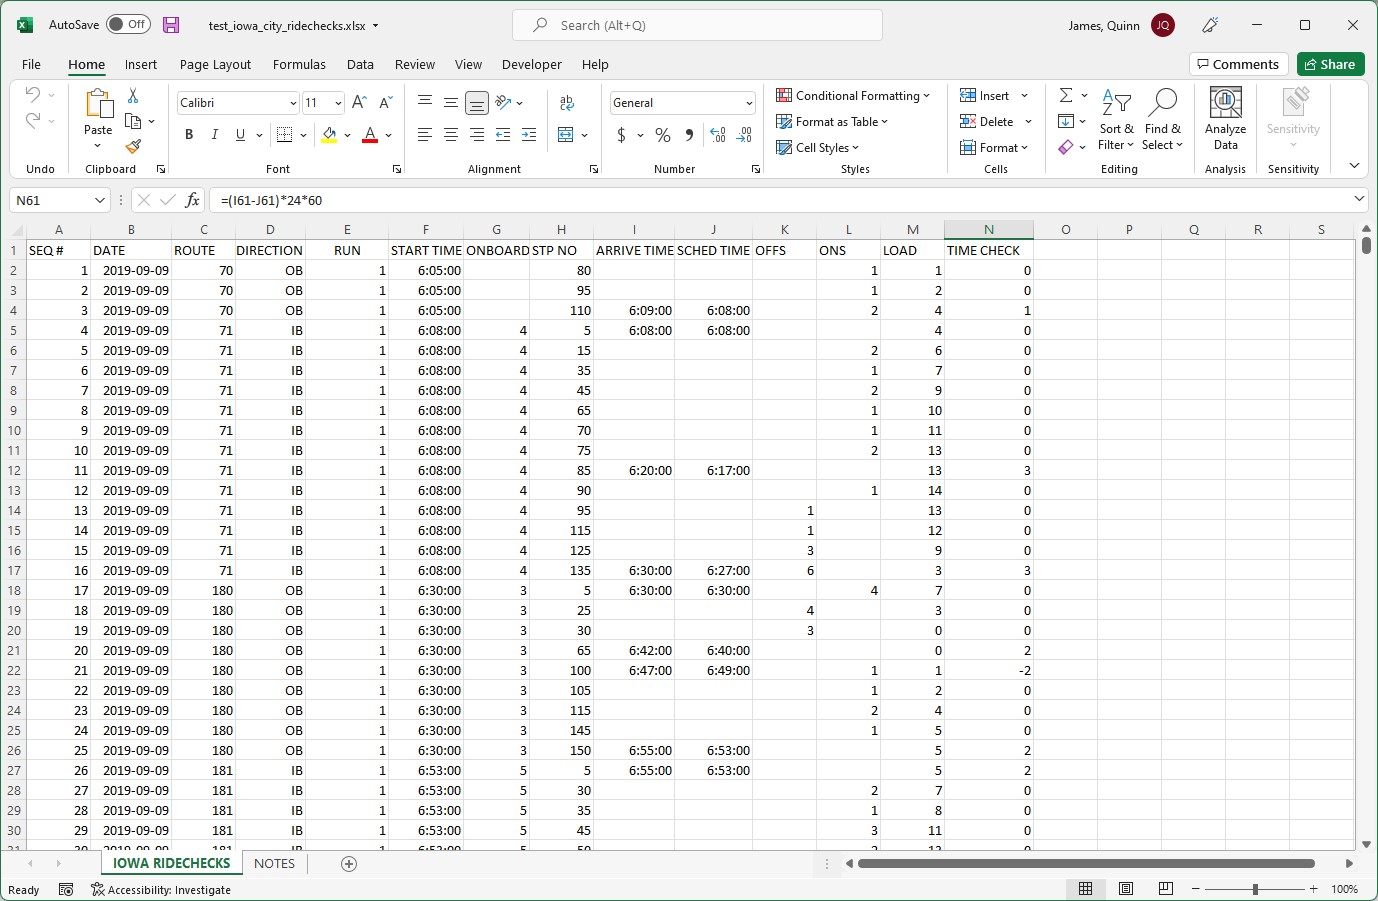 AutoSave Off test_iowa_city_ridechecks.xlsx Search (Alt+Q) James, Quinn JQ
File Home Insert Page Layout Formulas Data Review View Developer Help Comments Share
Calibri 11 General Conditional Formatting Insert
Paste Format as Table Delete Sort & Filter Find & Select Analyze Data Sensitivity
B I U $ % Cell Styles Format
Undo Clipboard Font Alignment Number Styles Cells Editing Analysis Sensitivity
N61 fx =(I61-J61)*24*60
A B C D E F G H I J K L M N O P Q R S
1 SEQ # DATE ROUTE DIRECTION RUN START TIME ONBOARD STP NO ARRIVE TIME SCHED TIME OFFS ONS LOAD TIME CHECK
2 1 2019-09-09 70 OB 1 6:05:00 80 1 1 0
3 2 2019-09-09 70 OB 1 6:05:00 95 1 2 0
4 3 2019-09-09 70 OB 1 6:05:00 110 6:09:00 6:08:00 2 4 1
5 4 2019-09-09 71 IB 1 6:08:00 4 5 6:08:00 6:08:00 4 0
6 5 2019-09-09 71 IB 1 6:08:00 4 15 2 6 0
7 6 2019-09-09 71 IB 1 6:08:00 4 35 1 7 0
8 7 2019-09-09 71 IB 1 6:08:00 4 45 2 9 0
9 8 2019-09-09 71 IB 1 6:08:00 4 65 1 10 0
10 9 2019-09-09 71 IB 1 6:08:00 4 70 1 11 0
11 10 2019-09-09 71 IB 1 6:08:00 4 75 2 13 0
12 11 2019-09-09 71 IB 1 6:08:00 4 85 6:20:00 6:17:00 13 3
13 12 2019-09-09 71 IB 1 6:08:00 4 90 1 14 0
14 13 2019-09-09 71 IB 1 6:08:00 4 95 1 13 0
15 14 2019-09-09 71 IB 1 6:08:00 4 115 1 12 0
16 15 2019-09-09 71 IB 1 6:08:00 4 125 3 9 0
17 16 2019-09-09 71 IB 1 6:08:00 4 135 6:30:00 6:27:00 6 3 3
18 17 2019-09-09 180 OB 1 6:30:00 3 5 6:30:00 6:30:00 4 7 0
19 18 2019-09-09 180 OB 1 6:30:00 3 25 4 3 0
20 19 2019-09-09 180 OB 1 6:30:00 3 30 3 0 0
21 20 2019-09-09 180 OB 1 6:30:00 3 65 6:42:00 6:40:00 0 2
22 21 2019-09-09 180 OB 1 6:30:00 3 100 6:47:00 6:49:00 1 1 -2
23 22 2019-09-09 180 OB 1 6:30:00 3 105 1 2 0
24 23 2019-09-09 180 OB 1 6:30:00 3 115 2 4 0
25 24 2019-09-09 180 OB 1 6:30:00 3 145 1 5 0
26 25 2019-09-09 180 OB 1 6:30:00 3 150 6:55:00 6:53:00 5 2
27 26 2019-09-09 181 IB 1 6:53:00 5 5 6:55:00 6:53:00 5 2
28 27 2019-09-09 181 IB 1 6:53:00 5 30 2 7 0
29 28 2019-09-09 181 IB 1 6:53:00 5 35 1 8 0
30 29 2019-09-09 181 IB 1 6:53:00 5 45 3 11 0
IOWA RIDECHECKS NOTES
Ready Accessibility: Investigate 100%